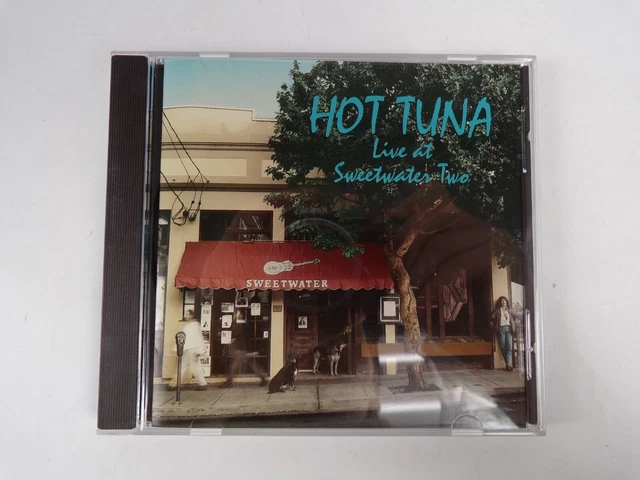 HOT TUNA
Live at
Sweetwater Two
SWEETWATER